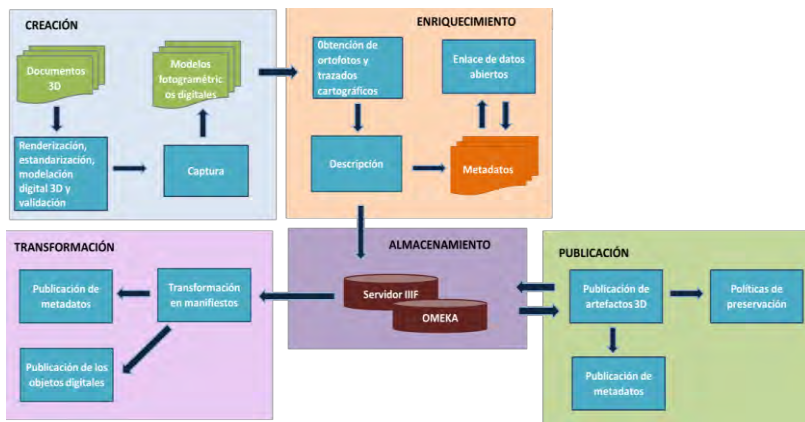 CREACIÓN
Documentos
3D
Modelos
fotogramétric
os digitales
Renderización,
estandarización,
modelación
digital 3D y
validación
Captura
ENRIQUECIMIENTO
Obtención de
ortofotos y
trazados
cartográficos
Enlace de datos
abiertos
Descripción
Metadatos
TRANSFORMACIÓN
Publicación de
metadatos
Transformación
en manifiestos
Publicación de los
objetos digitales
ALMACENAMIENTO
Servidor IIIF
OMEKA
PUBLICACIÓN
Publicación de
artefactos 3D
Políticas de
preservación
Publicación de
metadatos